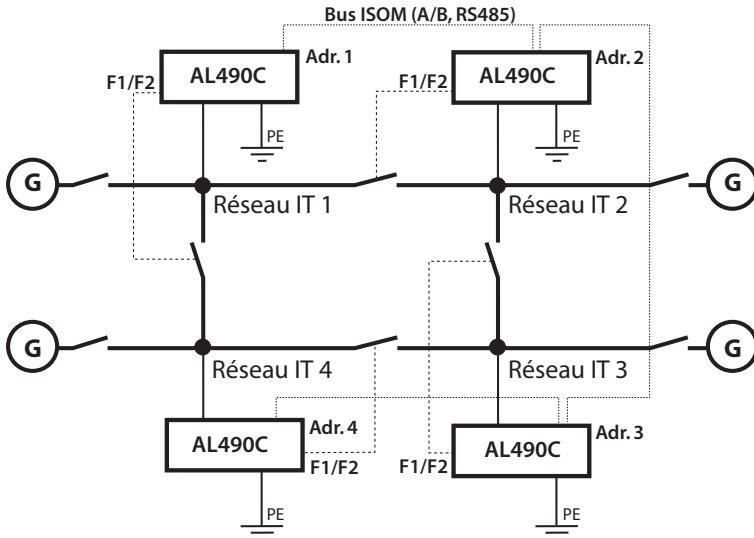 Bus ISOM (A/B, RS485)
AL490C
Adr. 1
AL490C
Adr. 2
F1/F2
F1/F2
PE
PE
G
G
Réseau IT 1
Réseau IT 2
G
G
Réseau IT 4
Réseau IT 3
AL490C
Adr. 4
AL490C
Adr. 3
F1/F2
F1/F2
PE
PE